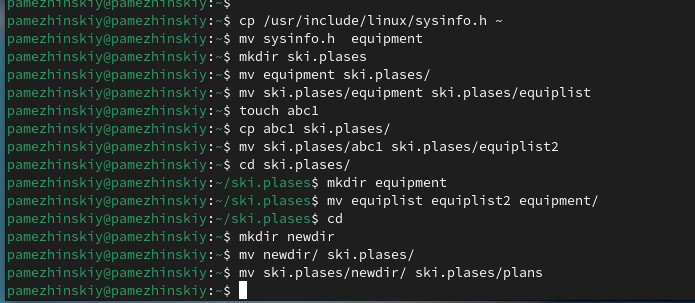 pamezhinskiy@pamezhinskiy:~$
pamezhinskiy@pamezhinskiy:~$ cp /usr/include/linux/sysinfo.h ~
pamezhinskiy@pamezhinskiy:~$ mv sysinfo.h  equipment
pamezhinskiy@pamezhinskiy:~$ mkdir ski.plases
pamezhinskiy@pamezhinskiy:~$ mv equipment ski.plases/
pamezhinskiy@pamezhinskiy:~$ mv ski.plases/equipment ski.plases/equiplist
pamezhinskiy@pamezhinskiy:~$ touch abc1
pamezhinskiy@pamezhinskiy:~$ cp abc1 ski.plases/
pamezhinskiy@pamezhinskiy:~$ mv ski.plases/abc1 ski.plases/equiplist2
pamezhinskiy@pamezhinskiy:~$ cd ski.plases/
pamezhinskiy@pamezhinskiy:~/ski.plases$ mkdir equipment
pamezhinskiy@pamezhinskiy:~/ski.plases$ mv equiplist equiplist2 equipment/
pamezhinskiy@pamezhinskiy:~/ski.plases$ cd
pamezhinskiy@pamezhinskiy:~$ mkdir newdir
pamezhinskiy@pamezhinskiy:~$ mv newdir/ ski.plases/
pamezhinskiy@pamezhinskiy:~$ mv ski.plases/newdir/ ski.plases/plans
pamezhinskiy@pamezhinskiy:~$